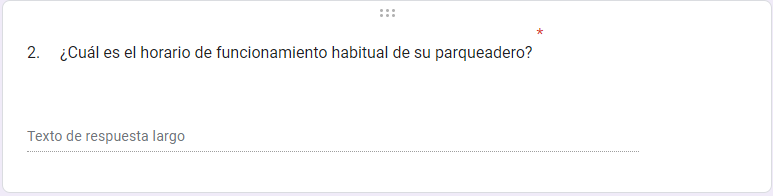 2. ¿Cuál es el horario de funcionamiento habitual de su parqueadero? *
Texto de respuesta largo